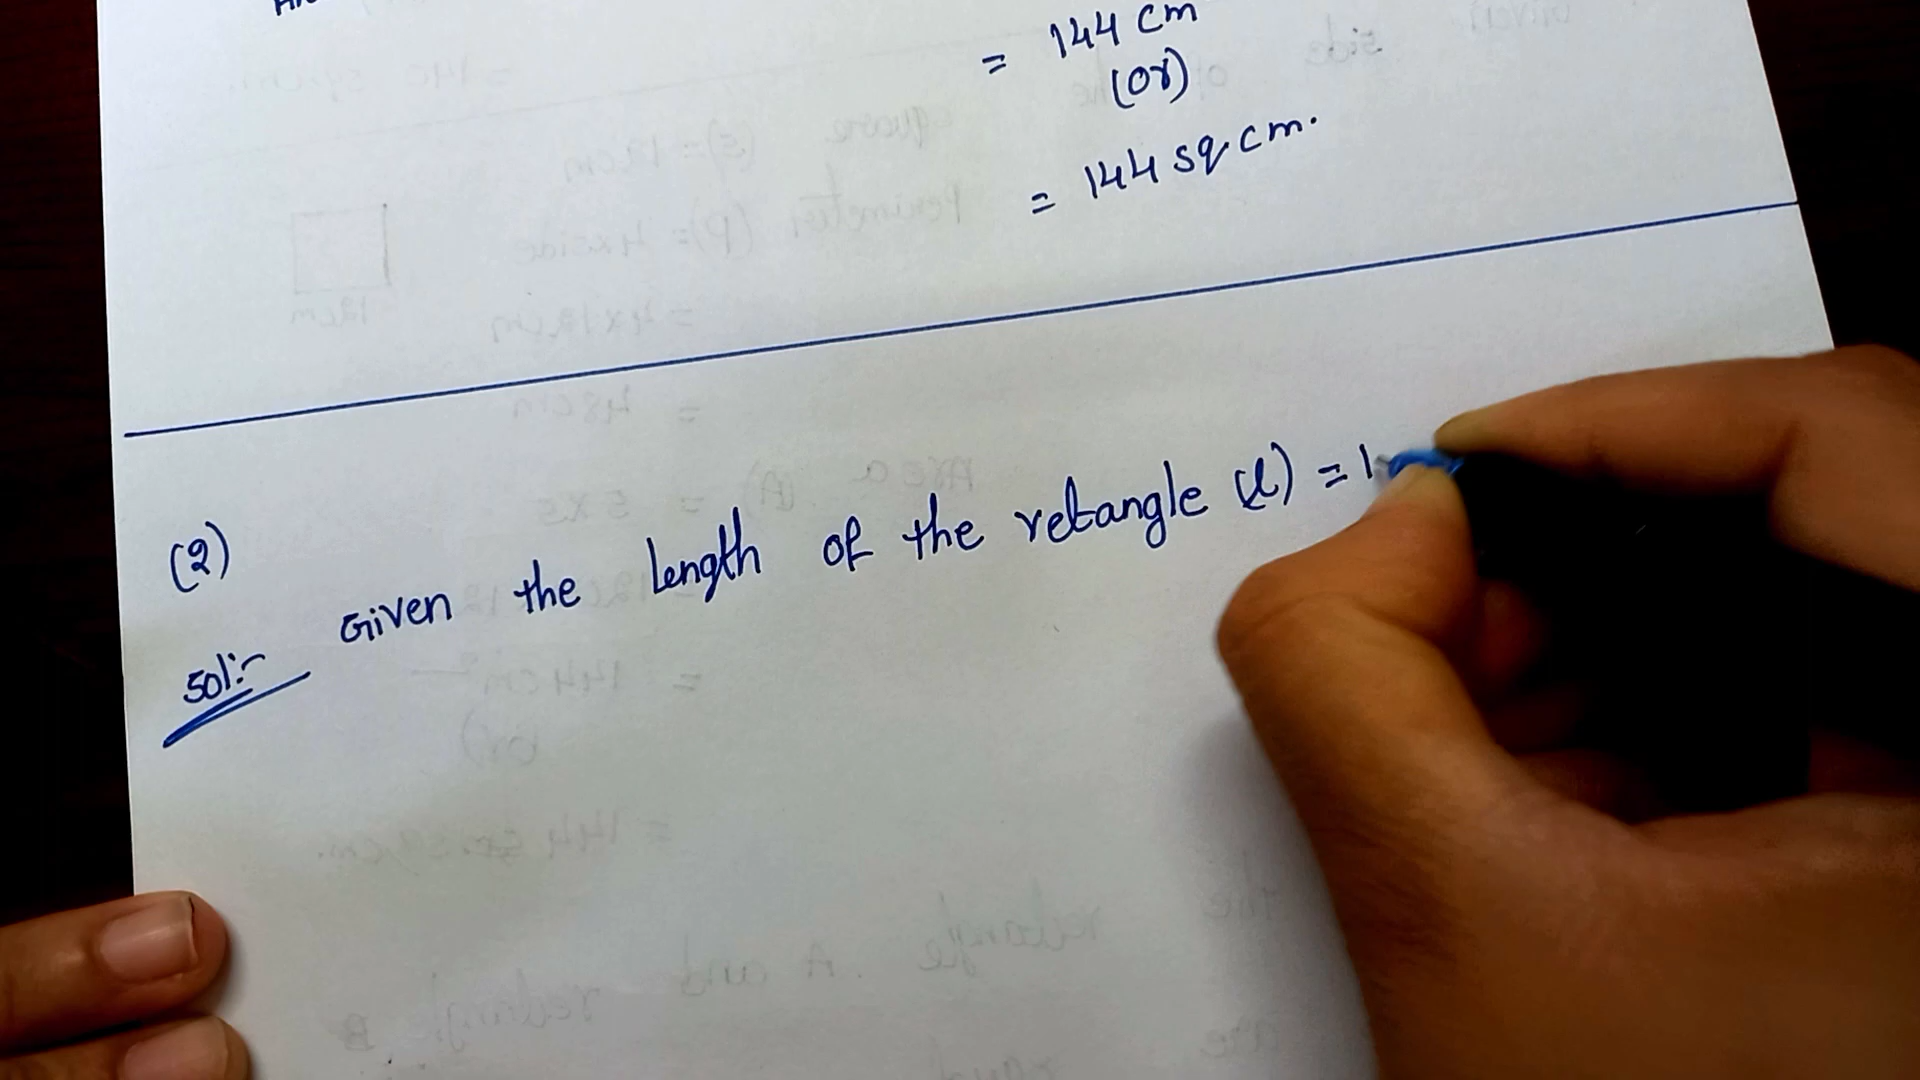 = 144 cm
(or)
= 144 sq cm.
(2)
Sol:- Given the length of the retangle (l) = 1